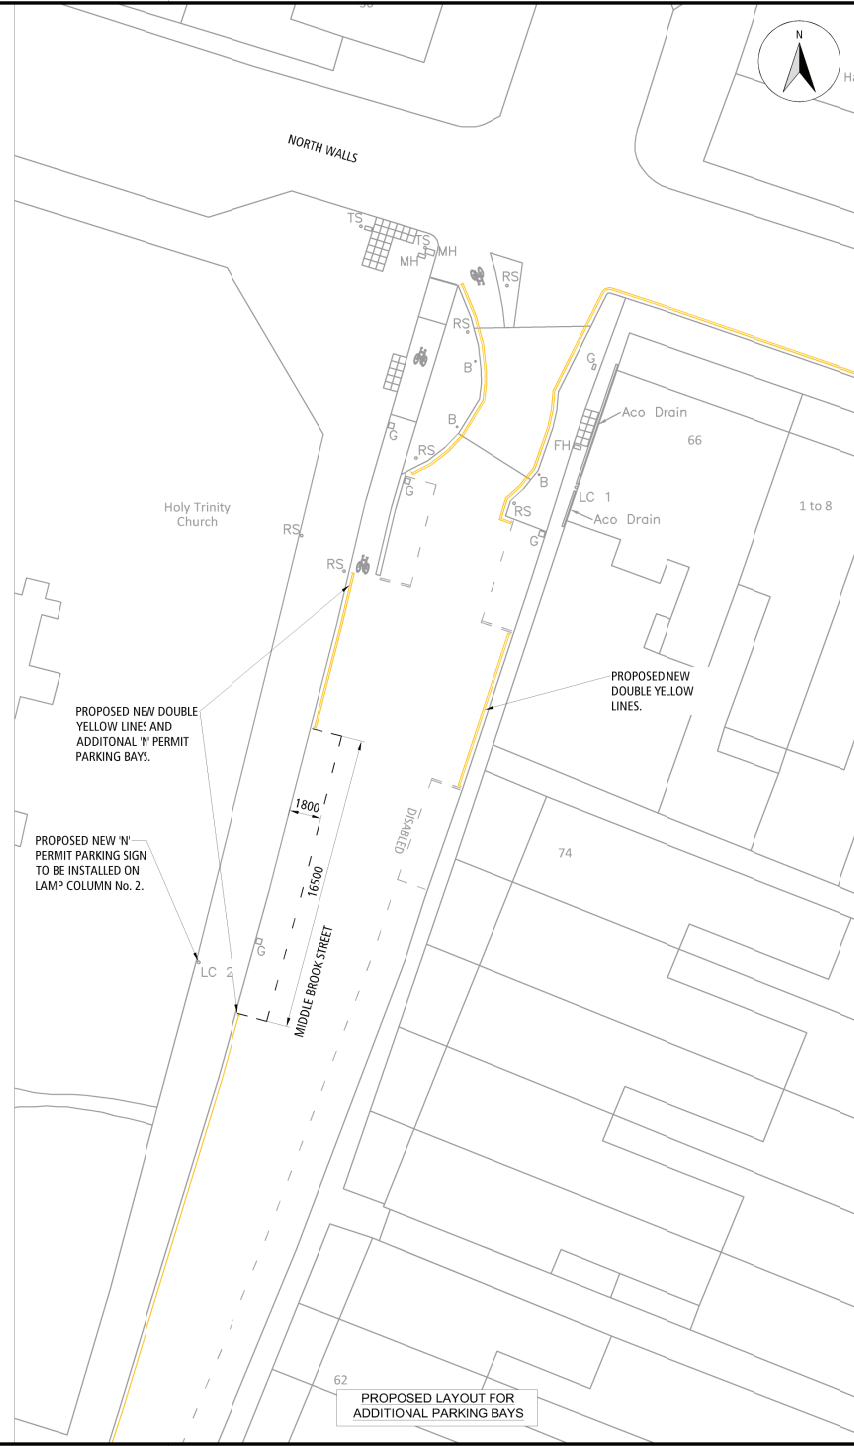 N
NORTH WALLS
TS
TS
MH
MH
RS
RS
B
G
B
G
Aco Drain
66
FH
RS
G
B
LC 1
1 to 8
Holy Trinity
Church
RS
RS
Aco Drain
G
RS
PROPOSED NEW
DOUBLE YELLOW
LINES.
PROPOSED NEW DOUBLE
YELLOW LINES AND
ADDITONAL 'N' PERMIT
PARKING BAYS.
1800
DISABLED
PROPOSED NEW 'N'
PERMIT PARKING SIGN
TO BE INSTALLED ON
LAMP COLUMN No. 2.
74
16500
G
LC 2
MIDDLE BROOK STREET
62
PROPOSED LAYOUT FOR
ADDITIONAL PARKING BAYS